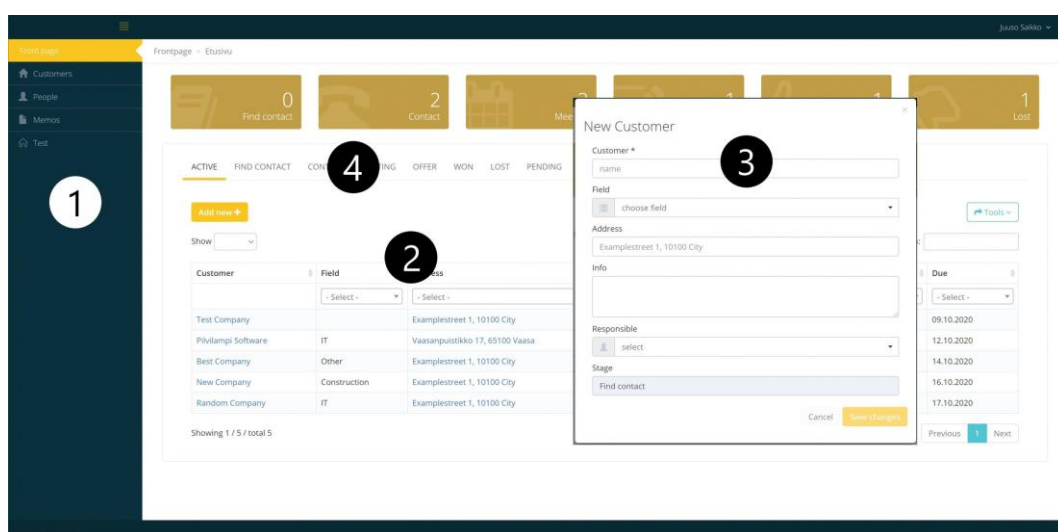 Juuso Saikko
Front page
Frontpage - Etusivu
Customers
People
Memos
Test
0
Find contact
2
Contact
1
Lost
ACTIVE FIND CONTACT OFFER WON LOST PENDING
Add new +
Tools
Show
Customer Field Due
- Select - - Select - - Select -
Test Company Examplestreet 1, 10100 City 09.10.2020
Pilvilampi Software IT Vaasanpuistikko 17, 65100 Vaasa 12.10.2020
Best Company Other Examplestreet 1, 10100 City 14.10.2020
New Company Construction Examplestreet 1, 10100 City 16.10.2020
Random Company IT Examplestreet 1, 10100 City 17.10.2020
Showing 1 / 5 / total 5
Previous 1 Next
New Customer
×
Customer *
name
Field
choose field
Address
Examplestreet 1, 10100 City
Info
Responsible
select
Stage
Find contact
Cancel Save changes
1
2
3
4